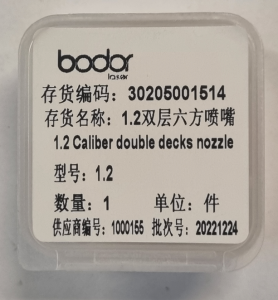 bodor
laser
存货编码：30205001514
存货名称：1.2双层六方喷嘴
1.2 Caliber double decks nozzle
型号：1.2
数量：1 单位：件
供应商编号：1000155 批次号：20221224